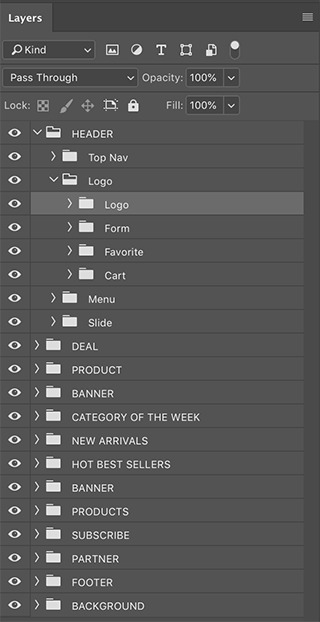 Layers
Kind
Pass Through Opacity: 100%
Lock: Fill: 100%
HEADER
Top Nav
Logo
Logo
Form
Favorite
Cart
Menu
Slide
DEAL
PRODUCT
BANNER
CATEGORY OF THE WEEK
NEW ARRIVALS
HOT BEST SELLERS
BANNER
PRODUCTS
SUBSCRIBE
PARTNER
FOOTER
BACKGROUND